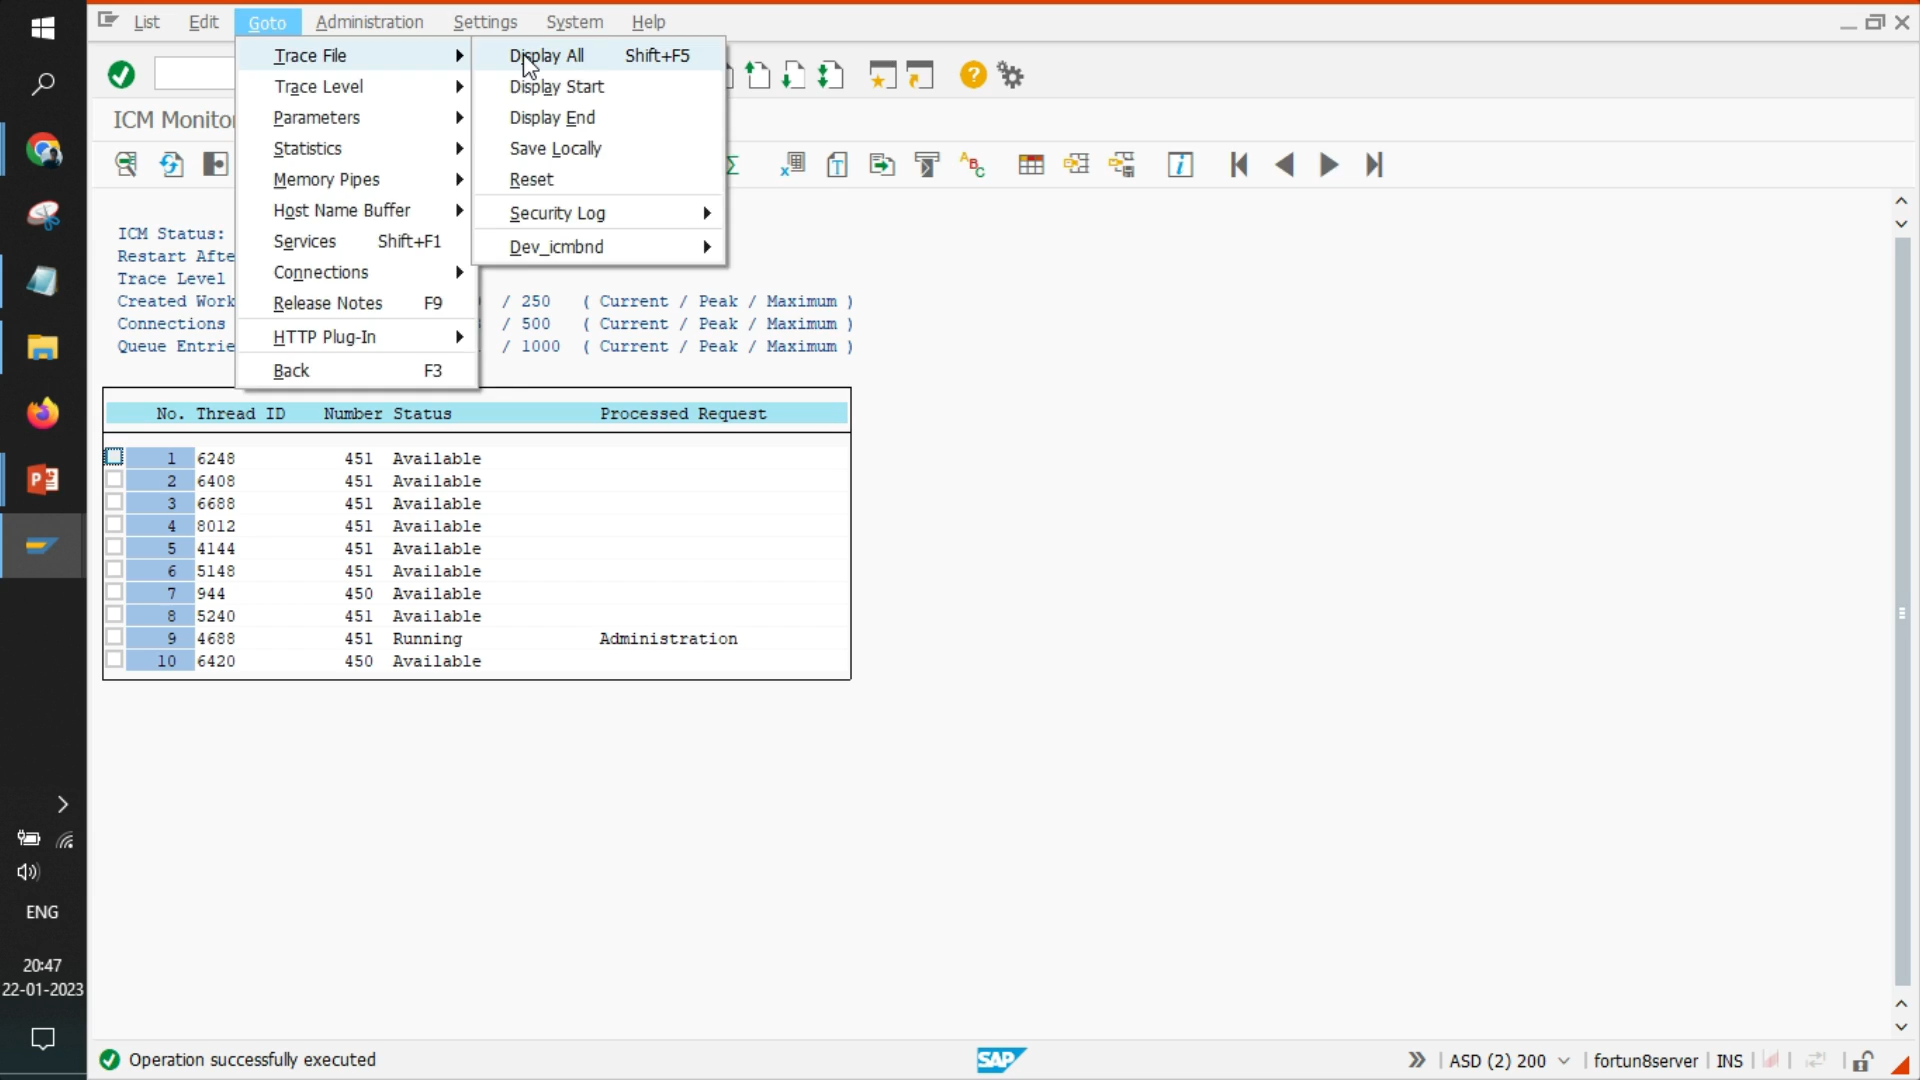 List Edit Goto Administration Settings System Help
Trace File
Trace Level
Parameters
Statistics
Memory Pipes
Host Name Buffer
Services Shift+F1
Connections
Release Notes F9
HTTP Plug-In
Back F3
Display All Shift+F5
Display Start
Display End
Save Locally
Reset
Security Log
Dev_icmbnd
ICM Monitor
ICM Status:
Restart Afte
Trace Level
Created Work / 250 ( Current / Peak / Maximum )
Connections / 500 ( Current / Peak / Maximum )
Queue Entrie / 1000 ( Current / Peak / Maximum )
No. Thread ID Number Status Processed Request
1 6248 451 Available
2 6408 451 Available
3 6688 451 Available
4 8012 451 Available
5 4144 451 Available
6 5148 451 Available
7 944 450 Available
8 5240 451 Available
9 4688 451 Running Administration
10 6420 450 Available
ENG
20:47
22-01-2023
Operation successfully executed
SAP
ASD (2) 200
fortun8server
INS